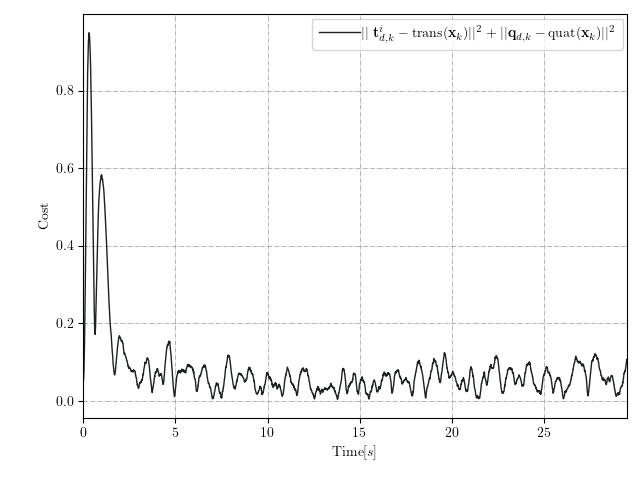 || t^i_{d,k} − trans(x_k)||² + ||q_{d,k} − quat(x_k)||²
0.8
0.6
Cost
0.4
0.2
0.0
0 5 10 15 20 25
Time[s]